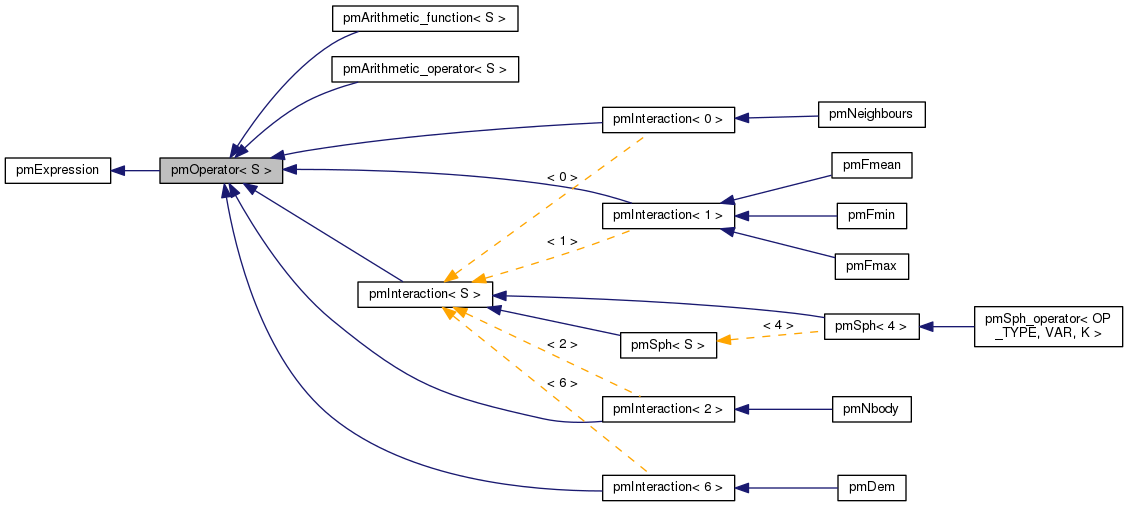 pmArithmetic_function< S >
pmArithmetic_operator< S >
pmInteraction< 0 >
pmNeighbours
pmExpression
pmOperator< S >
pmFmean
< 0 >
pmInteraction< 1 >
pmFmin
< 1 >
pmFmax
pmInteraction< S >
pmSph< S >
< 4 >
pmSph< 4 >
pmSph_operator< OP
_TYPE, VAR, K >
< 2 >
< 6 >
pmInteraction< 2 >
pmNbody
pmInteraction< 6 >
pmDem